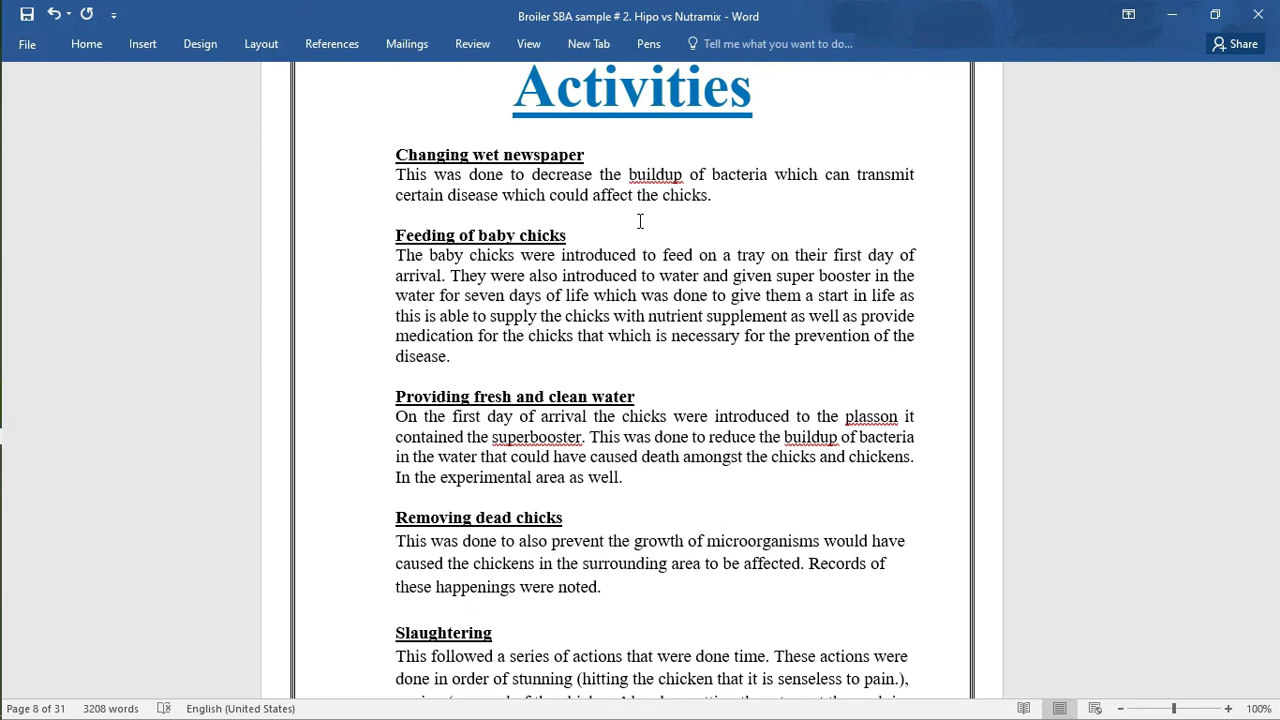 Broiler SBA sample # 2. Hipo vs Nutramix - Word
File Home Insert Design Layout References Mailings Review View New Tab Pens Tell me what you want to do... Share
Activities
Changing wet newspaper
This was done to decrease the buildup of bacteria which can transmit
certain disease which could affect the chicks.
Feeding of baby chicks
The baby chicks were introduced to feed on a tray on their first day of
arrival. They were also introduced to water and given super booster in the
water for seven days of life which was done to give them a start in life as
this is able to supply the chicks with nutrient supplement as well as provide
medication for the chicks that which is necessary for the prevention of the
disease.
Providing fresh and clean water
On the first day of arrival the chicks were introduced to the plasson it
contained the superbooster. This was done to reduce the buildup of bacteria
in the water that could have caused death amongst the chicks and chickens.
In the experimental area as well.
Removing dead chicks
This was done to also prevent the growth of microorganisms would have
caused the chickens in the surrounding area to be affected. Records of
these happenings were noted.
Slaughtering
This followed a series of actions that were done time. These actions were
done in order of stunning (hitting the chicken that it is senseless to pain.),
Page 8 of 31 3208 words English (United States) 100%